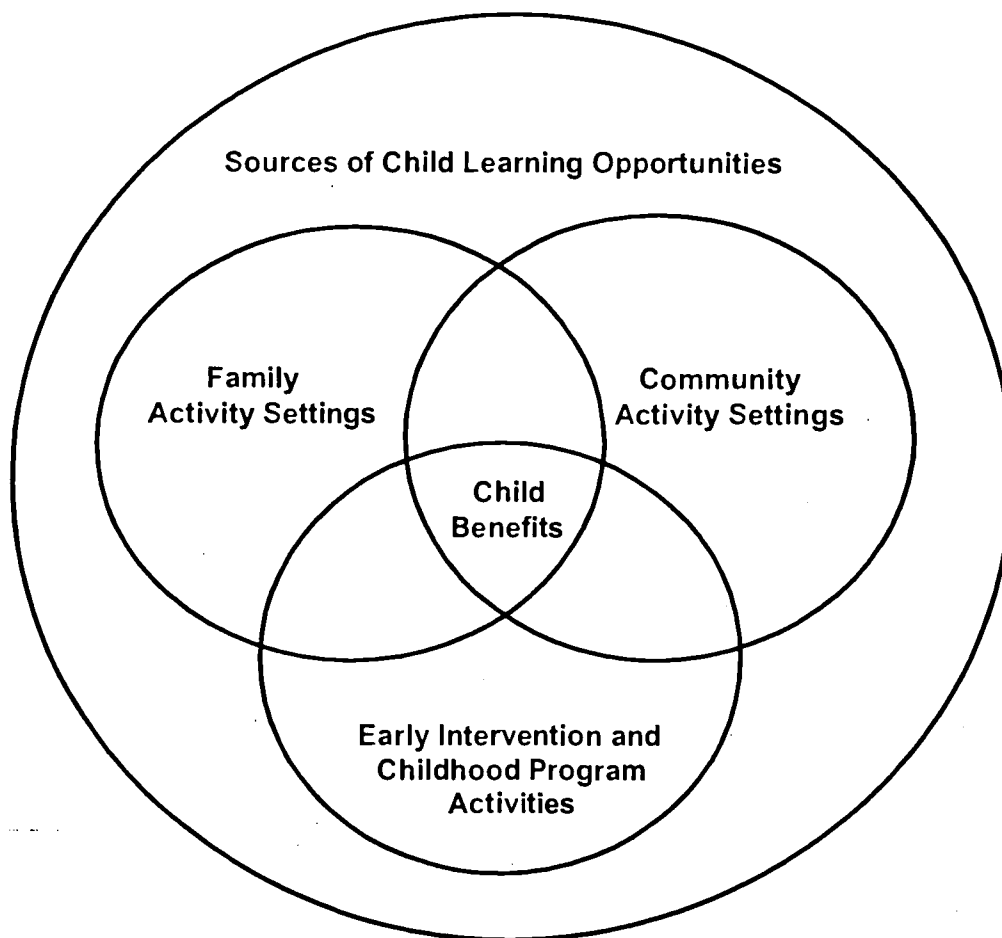 Sources of Child Learning Opportunities
Family
Activity Settings
Community
Activity Settings
Child
Benefits
Early Intervention and
Childhood Program
Activities